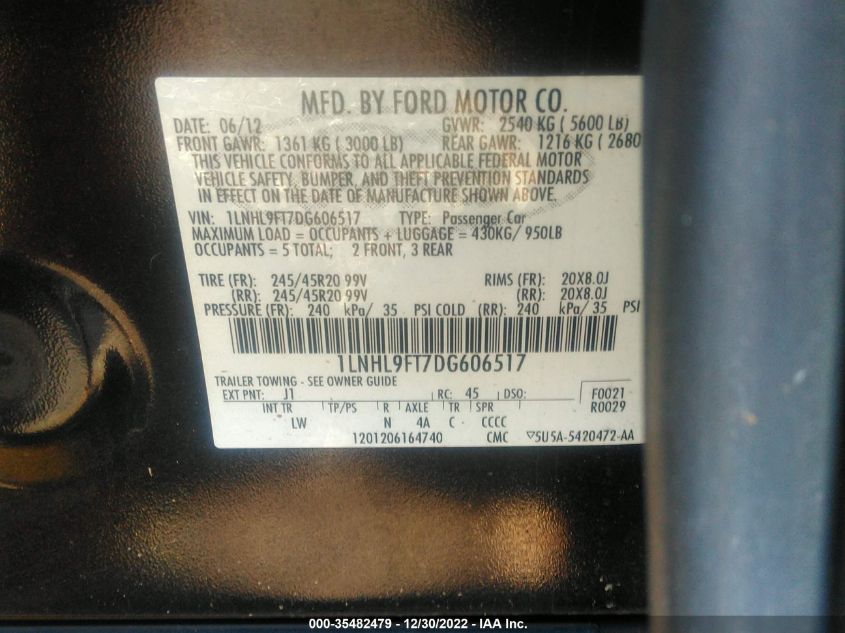 MFD. BY FORD MOTOR CO.
DATE: 06/12 GVWR: 2540 KG ( 5600 LB)
FRONT GAWR: 1361 KG ( 3000 LB) REAR GAWR: 1216 KG ( 2680
THIS VEHICLE CONFORMS TO ALL APPLICABLE FEDERAL MOTOR
VEHICLE SAFETY, BUMPER, AND THEFT PREVENTION STANDARDS
IN EFFECT ON THE DATE OF MANUFACTURE SHOWN ABOVE.
VIN: 1LNHL9FT7DG606517 TYPE: Passenger Car
MAXIMUM LOAD = OCCUPANTS + LUGGAGE = 430KG/ 950LB
OCCUPANTS = 5 TOTAL; 2 FRONT, 3 REAR
TIRE (FR): 245/45R20 99V RIMS (FR): 20X8.0J
(RR): 245/45R20 99V (RR): 20X8.0J
PRESSURE (FR): 240 kPa/ 35 PSI COLD (RR): 240 kPa/ 35 PSI
1LNHL9FT7DG606517
TRAILER TOWING - SEE OWNER GUIDE
EXT PNT: J1 RC: 45 DSO: F0021
INT TR TP/PS R AXLE TR SPR R0029
LW N 4A C CCCC
1201206164740 CMC ▽5U5A-5420472-AA
000-35482479 - 12/30/2022 - IAA Inc.